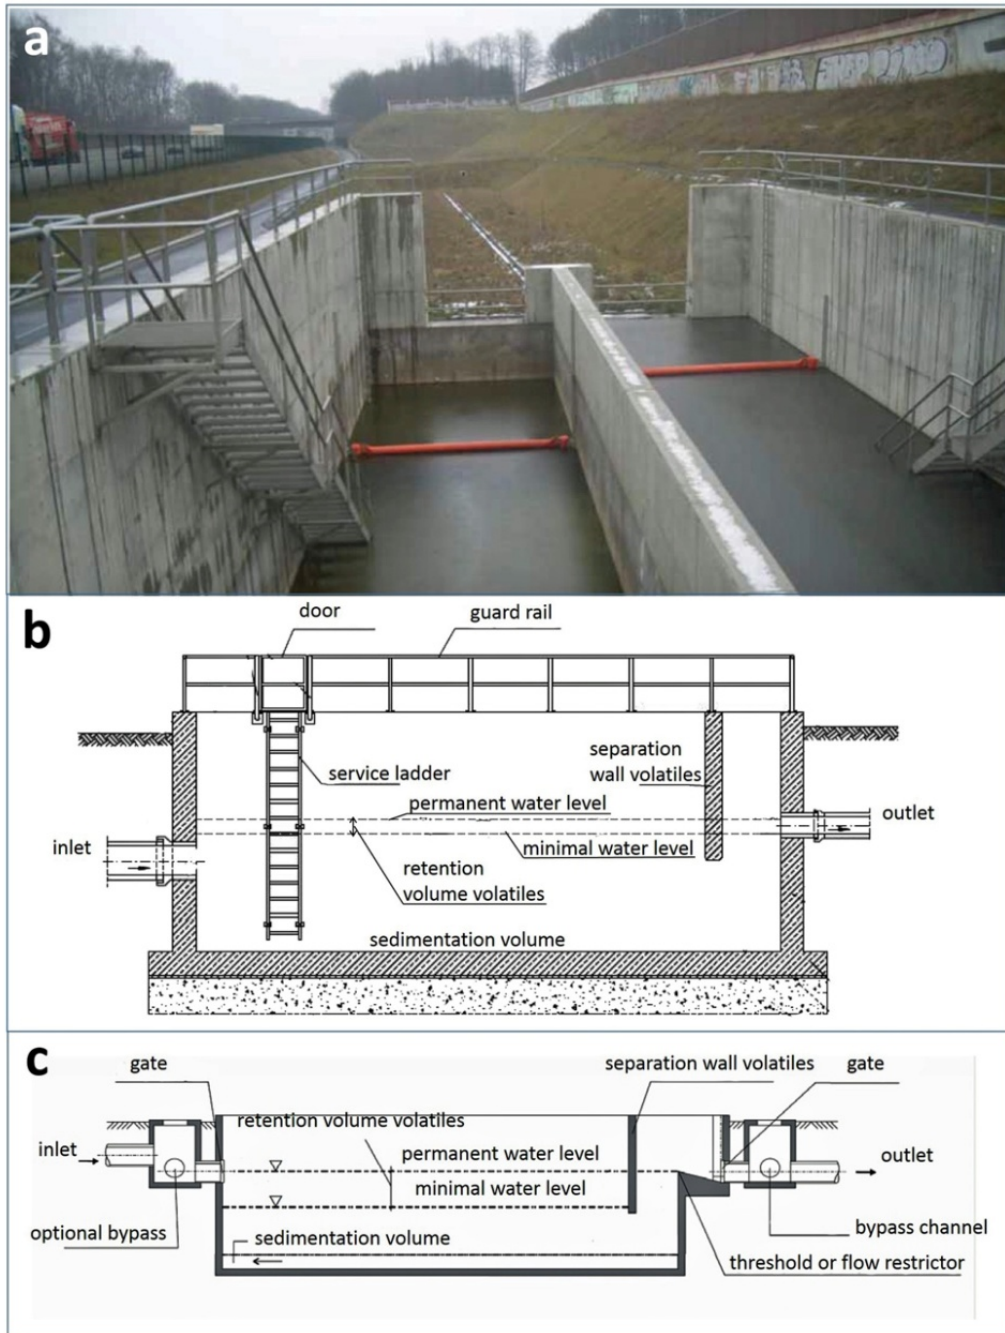 a
b
door
guard rail
separation
wall volatiles
service ladder
permanent water level
outlet
inlet
minimal water level
retention
volume volatiles
sedimentation volume
c
gate
separation wall volatiles
gate
retention volume volatiles
inlet
permanent water level
outlet
minimal water level
optional bypass
sedimentation volume
bypass channel
threshold or flow restrictor